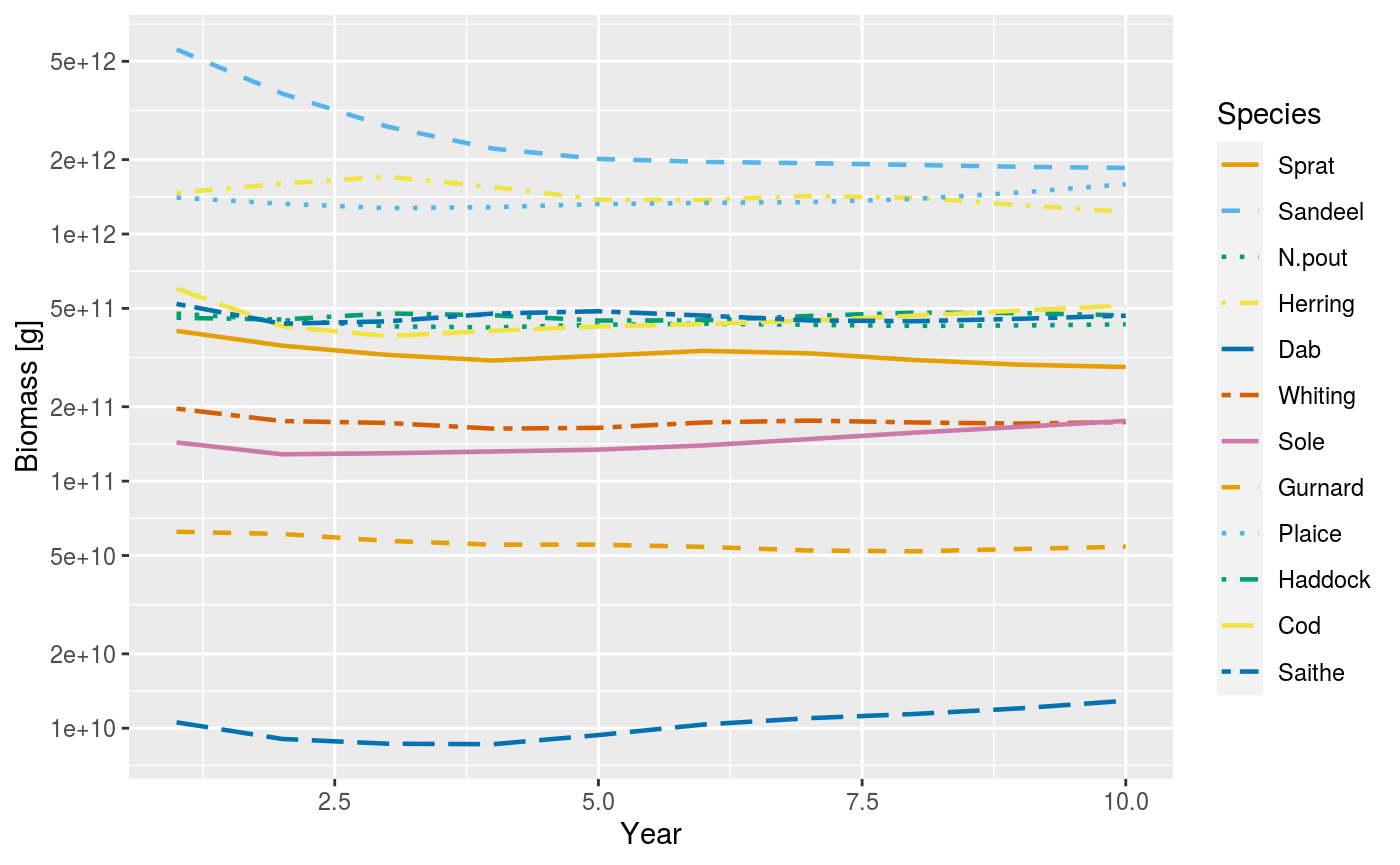 5e+12
2e+12
1e+12
5e+11
2e+11
1e+11
5e+10
2e+10
1e+10
Biomass [g]
2.5 5.0 7.5 10.0
Year
Species
Sprat
Sandeel
N.pout
Herring
Dab
Whiting
Sole
Gurnard
Plaice
Haddock
Cod
Saithe